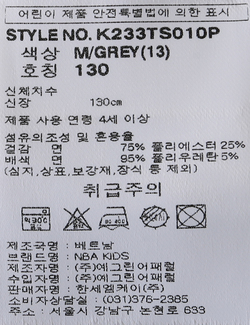 어린이 제품 안전특별법에 의한 표시
STYLE NO. K233TS010P
색상 M/GREY(13)
호칭 130
신체치수
신장 130cm
제품 사용 연령 4세 이상
섬유의조성 및 혼용율
겉감 면 75% 폴리에스터 25%
배색 면 95% 폴리우레탄 5%
(심지,상표,보강재,장식 등 제외)
취급주의
제조국명 : 베트남
브랜드명 : NBA KIDS
제조자명 : (주)에그린어패럴
수입자명 : (주)에그린어패럴
판매자명 : 한세엠케이(주)
소비자상담실 : (031)376-2385
주소 : 서울시 강남구 논현로 633